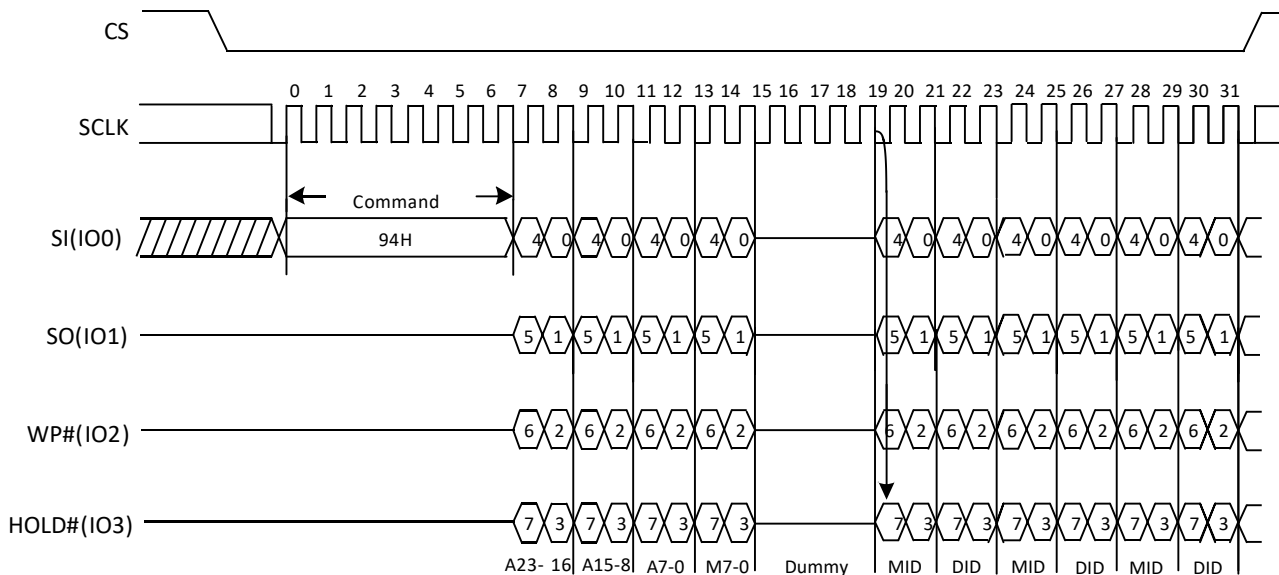 CS
0 1 2 3 4 5 6 7 8 9 10 11 12 13 14 15 16 17 18 19 20 21 22 23 24 25 26 27 28 29 30 31
SCLK
Command
SI(IO0) 94H 4 0 4 0 4 0 4 0 4 0 4 0 4 0 4 0 4 0 4 0
SO(IO1) 5 1 5 1 5 1 5 1 5 1 5 1 5 1 5 1 5 1 5 1
WP#(IO2) 6 2 6 2 6 2 6 2 6 2 6 2 6 2 6 2 6 2 6 2
HOLD#(IO3) 7 3 7 3 7 3 7 3 7 3 7 3 7 3 7 3 7 3 7 3
A23- 16 A15-8 A7-0 M7-0 Dummy MID DID MID DID MID DID